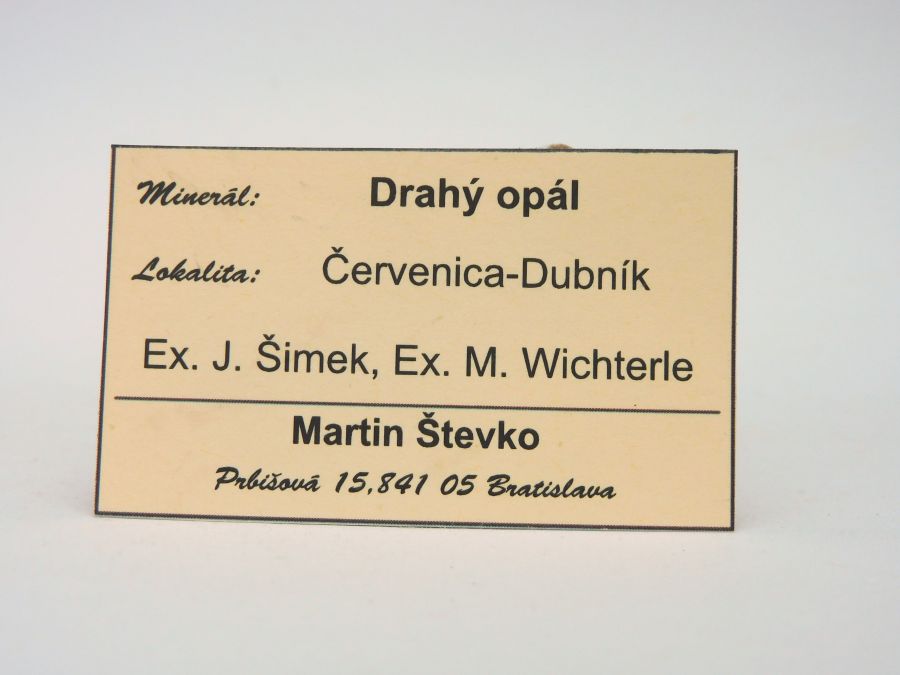 Minerál: Drahý opál
Lokalita: Červenica-Dubník
Ex. J. Šimek, Ex. M. Wichterle
Martin Števko
Prbišová 15,841 05 Bratislava